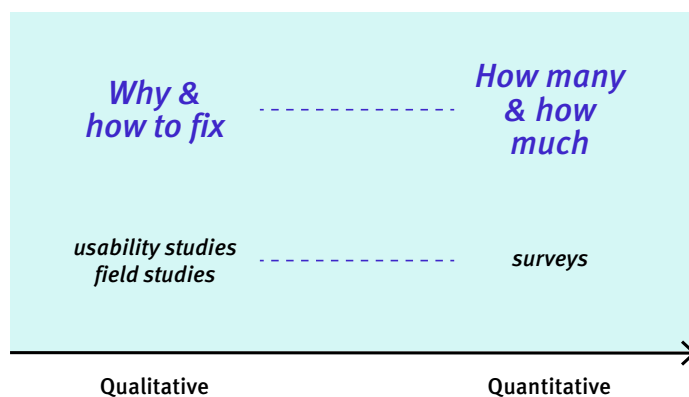 Why &
how to fix
How many
& how
much
usability studies
field studies
surveys
Qualitative
Quantitative